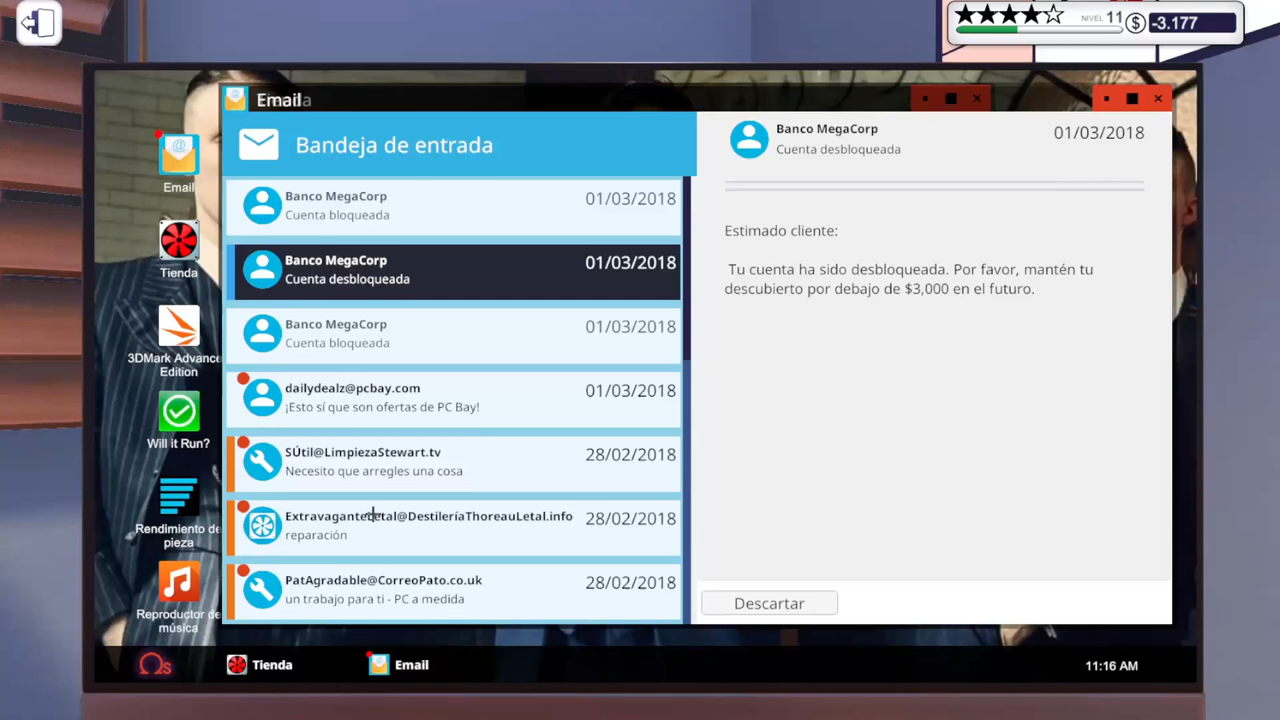 NIVEL 11
$ -3.177
Email
Bandeja de entrada
Banco MegaCorp
01/03/2018
Cuenta bloqueada
Banco MegaCorp
01/03/2018
Cuenta desbloqueada
Banco MegaCorp
01/03/2018
Cuenta bloqueada
dailydealz@pcbay.com
01/03/2018
¡Esto sí que son ofertas de PC Bay!
SÚtil@LimpiezaStewart.tv
28/02/2018
Necesito que arregles una cosa
ExtravaganteLetal@DestileríaThoreauLetal.info
28/02/2018
reparación
PatAgradable@CorreoPato.co.uk
28/02/2018
un trabajo para ti - PC a medida
Banco MegaCorp
01/03/2018
Cuenta desbloqueada
Estimado cliente:
Tu cuenta ha sido desbloqueada. Por favor, mantén tu
descubierto por debajo de $3,000 en el futuro.
Descartar
Email
Tienda
3DMark Advance
Edition
Will it Run?
Rendimiento de
pieza
Reproductor de
música
Ωs
Tienda
Email
11:16 AM